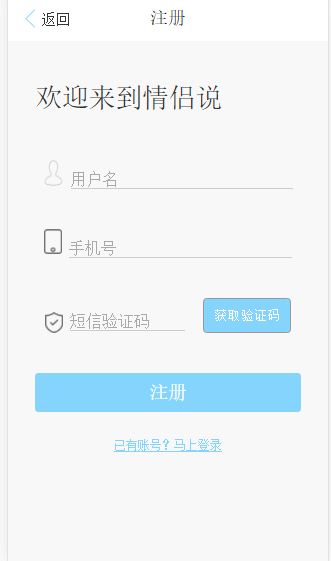 返回 注册
欢迎来到情侣说
用户名
手机号
短信验证码 获取验证码
注册
已有账号？马上登录